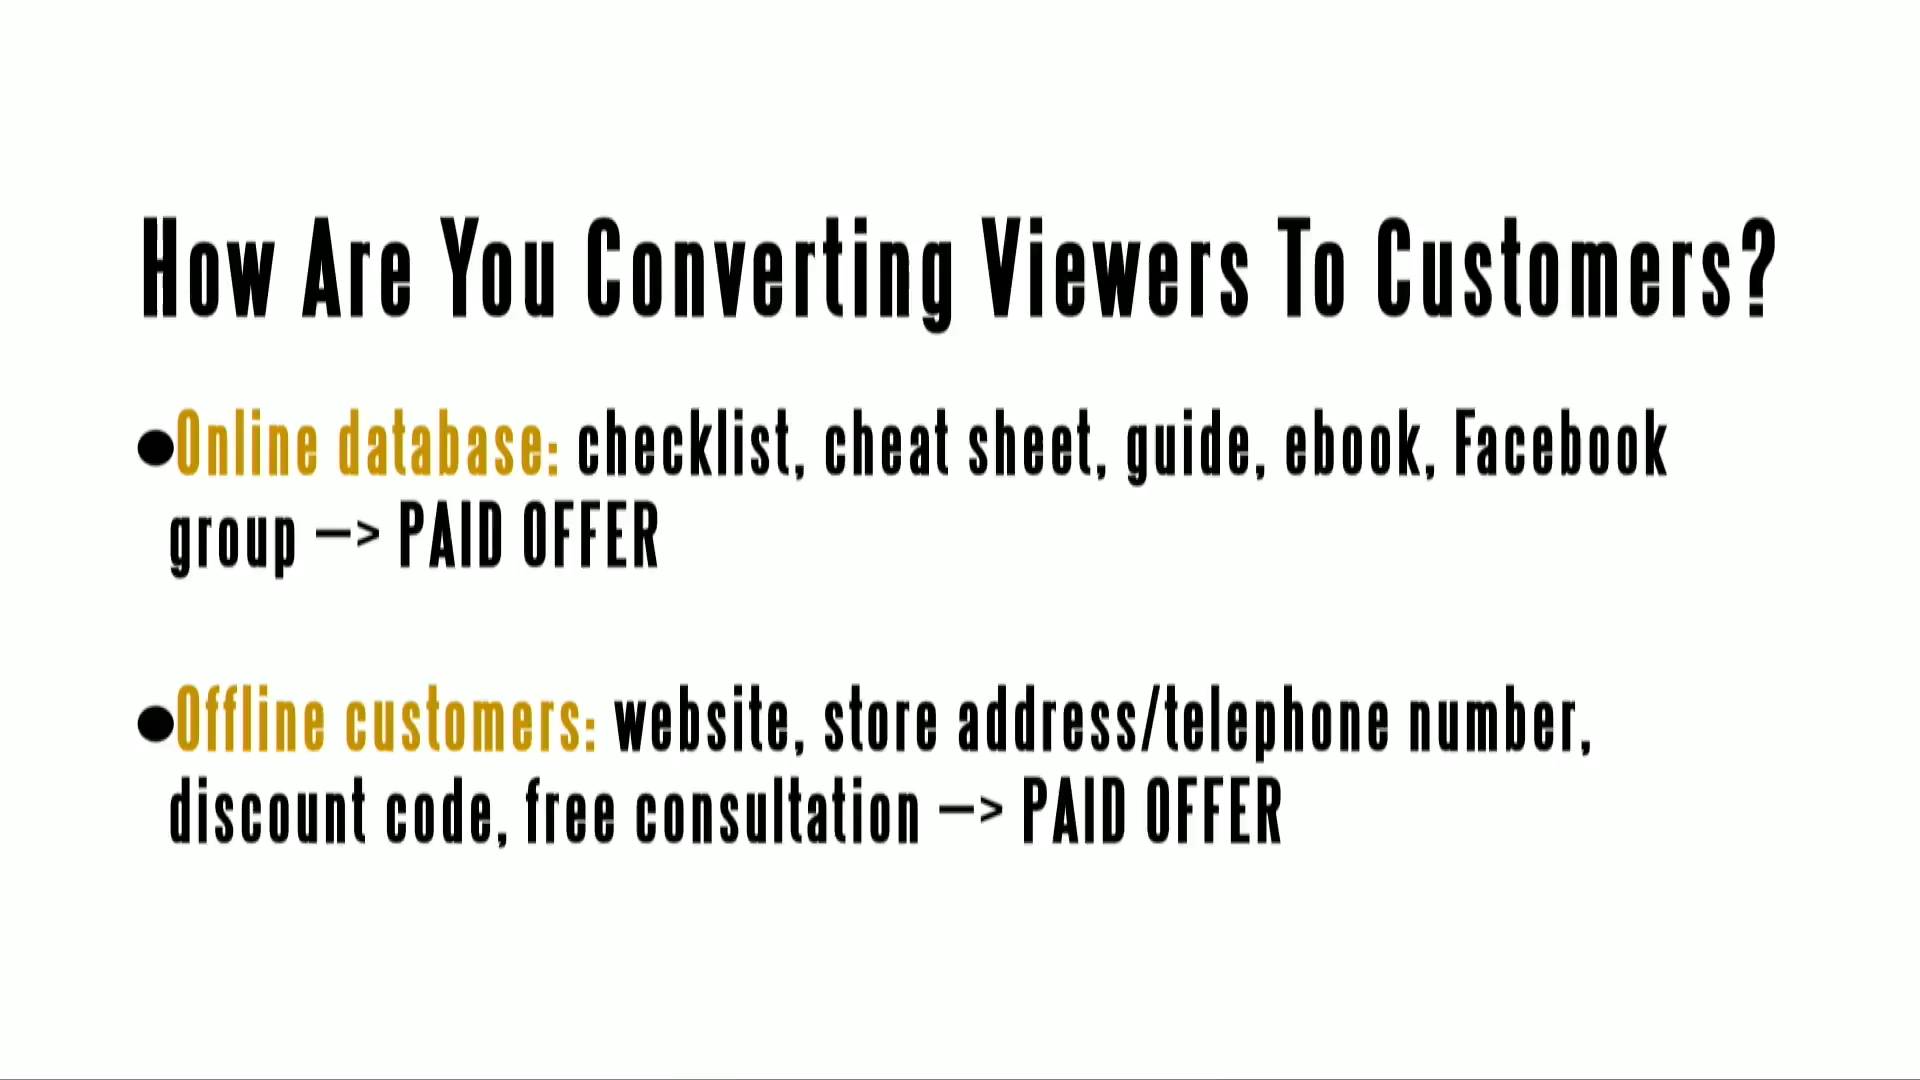 How Are You Converting Viewers To Customers?
●Online database: checklist, cheat sheet, guide, ebook, Facebook
group —> PAID OFFER
●Offline customers: website, store address/telephone number,
discount code, free consultation —> PAID OFFER